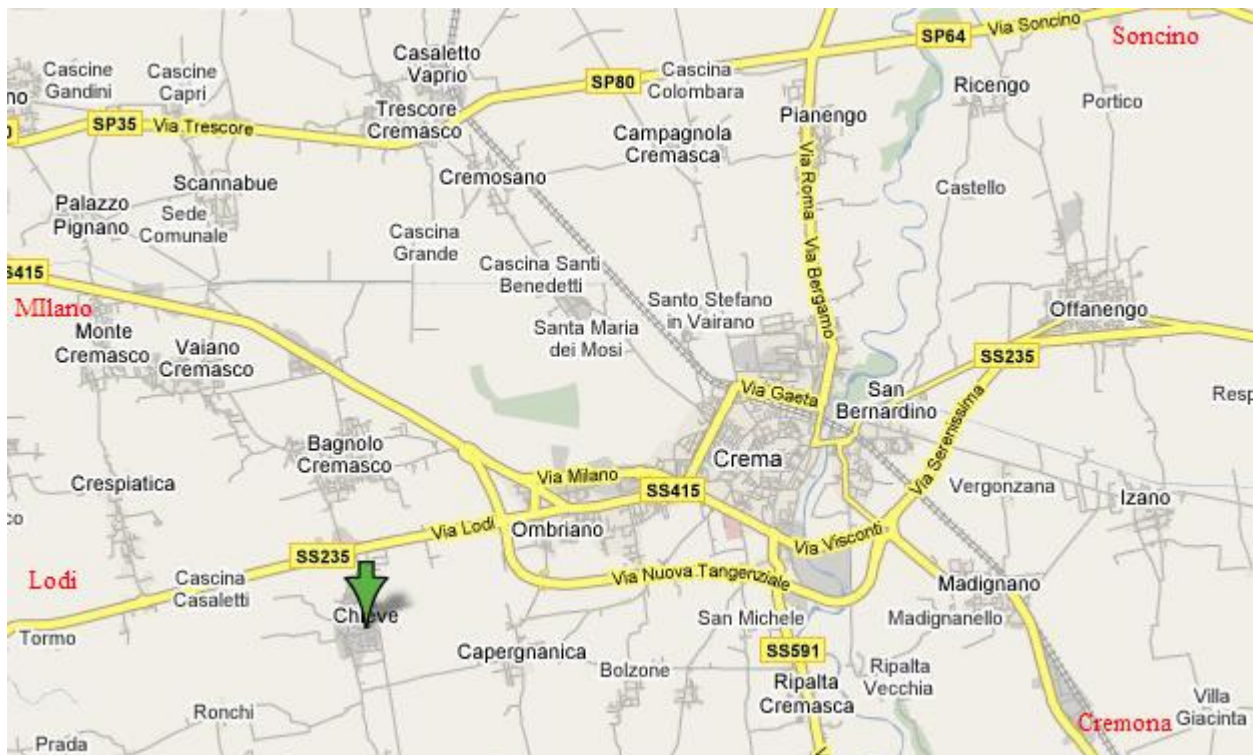 Via Soncino
SP64
Soncino
Casaletto
Vaprio
Cascine
Gandini
Cascine
Capri
SP80
Cascina
Colombara
Ricengo
Portico
no
Trescore
Cremasco
SP35
Via Trescore
Pianengo
Campagnola
Cremasca
0
Cremosano
Scannabue
Via Roma
Via Bergamo
Castello
Palazzo
Pignano
Sede
Comunale
Cascina
Grande
SS415
Cascina Santi
Benedetti
MIlano
Santo Stefano
in Vairano
Offanengo
Monte
Cremasco
Vaiano
Cremasco
Santa Maria
dei Mosi
SS235
Via Gaeta
San
Bernardino
Resp
Via Serenissima
Bagnolo
Cremasco
Crema
Via Milano
Crespiatica
SS415
Vergonzana
Izano
co
Via Lodi
Ombriano
Via Visconti
SS235
Lodi
Cascina
Casaletti
Via Nuova Tangenziale
Madignano
Chieve
San Michele
Madignanello
Tormo
Capergnanica
SS591
Bolzone
Ripalta
Vecchia
Ripalta
Cremasca
Villa
Giacinta
Ronchi
Cremona
Prada